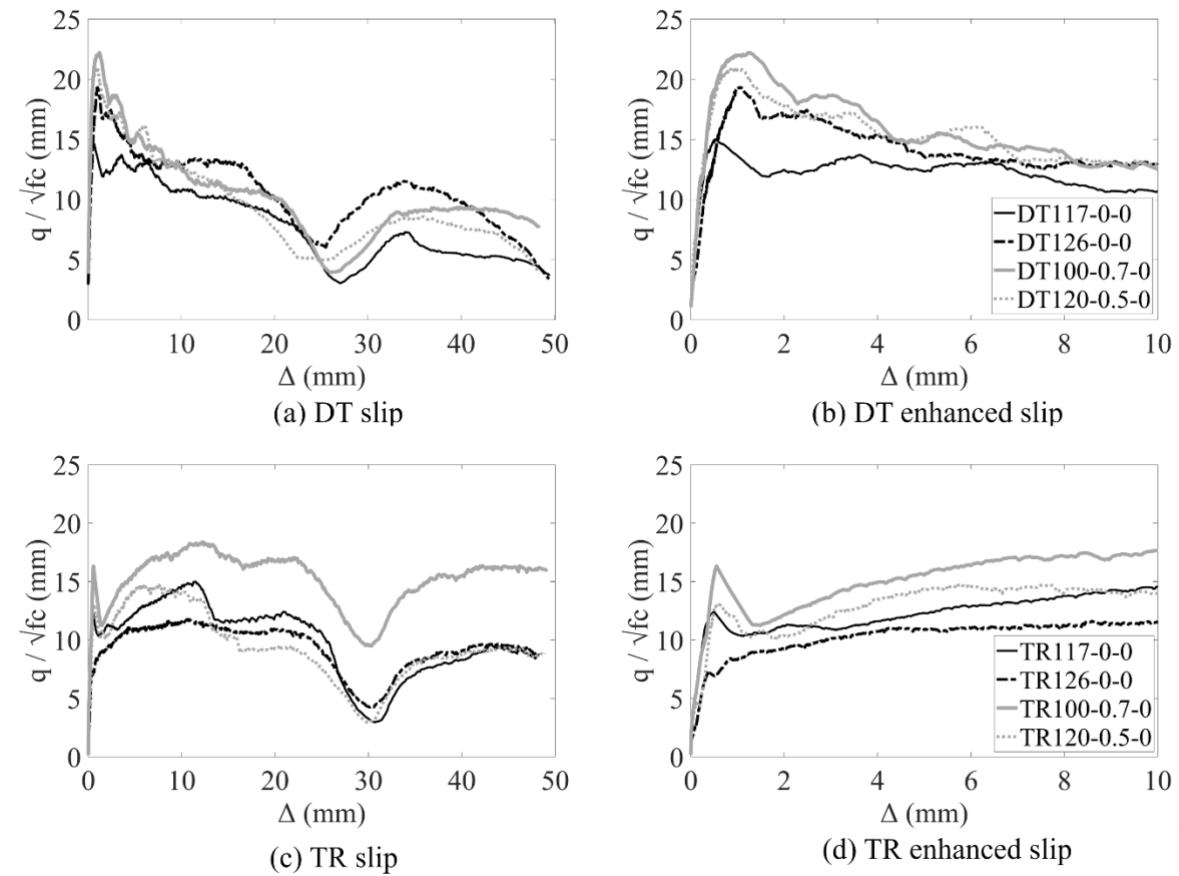 25
20
15
10
5
0
q / √fc (mm)
10
20
30
40
50
Δ (mm)
(a) DT slip
25
20
15
10
5
0
q / √fc (mm)
DT117-0-0
DT126-0-0
DT100-0.7-0
DT120-0.5-0
0
2
4
6
8
10
Δ (mm)
(b) DT enhanced slip
25
20
15
10
5
0
q / √fc (mm)
0
10
20
30
40
50
Δ (mm)
(c) TR slip
25
20
15
10
5
0
q / √fc (mm)
TR117-0-0
TR126-0-0
TR100-0.7-0
TR120-0.5-0
0
2
4
6
8
10
Δ (mm)
(d) TR enhanced slip